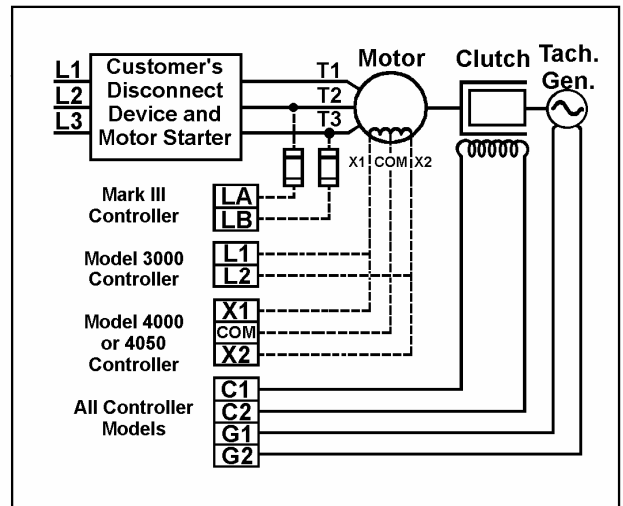 L1
L2
L3
Customer's
Disconnect
Device and
Motor Starter
T1
T2
T3
Motor
Clutch
Tach.
Gen.
X1
COM
X2
Mark III
Controller
LA
LB
Model 3000
Controller
L1
L2
Model 4000
or 4050
Controller
X1
COM
X2
All Controller
Models
C1
C2
G1
G2